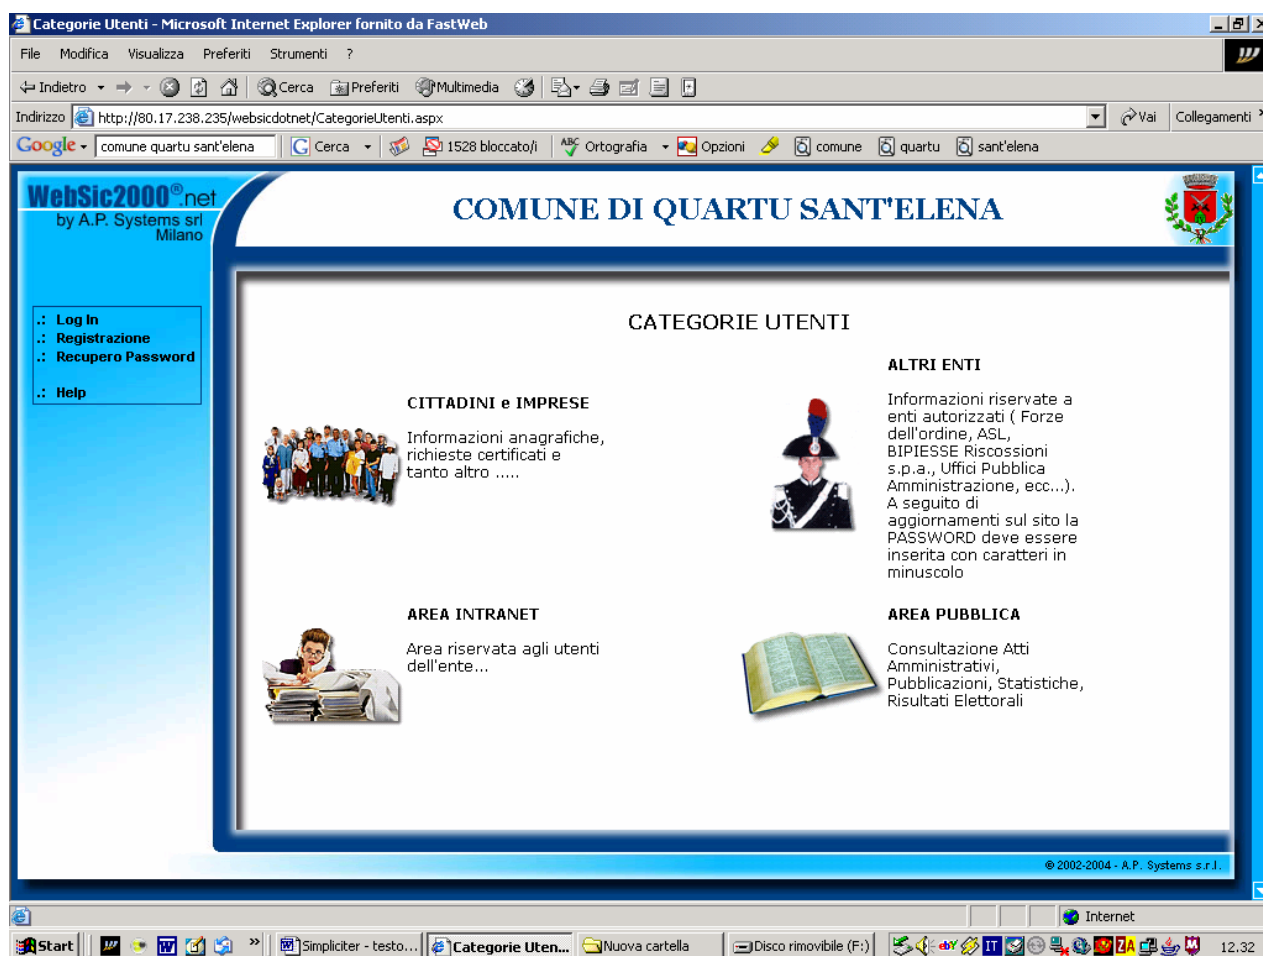 Categorie Utenti - Microsoft Internet Explorer fornito da FastWeb
File Modifica Visualizza Preferiti Strumenti ?
Indietro Cerca Preferiti Multimedia
Indirizzo http://80.17.238.235/websicdotnet/CategorieUtenti.aspx Vai Collegamenti
Google comune quartu sant'elena Cerca 1528 bloccato/i ABC Ortografia Opzioni comune quartu sant'elena
WebSic2000®.net
by A.P. Systems srl
Milano
COMUNE DI QUARTU SANT'ELENA
.: Log In
.: Registrazione
.: Recupero Password
.: Help
CATEGORIE UTENTI
CITTADINI e IMPRESE
Informazioni anagrafiche,
richieste certificati e
tanto altro .....
ALTRI ENTI
Informazioni riservate a
enti autorizzati ( Forze
dell'ordine, ASL,
BIPIESSE Riscossioni
s.p.a., Uffici Pubblica
Amministrazione, ecc...).
A seguito di
aggiornamenti sul sito la
PASSWORD deve essere
inserita con caratteri in
minuscolo
AREA INTRANET
Area riservata agli utenti
dell'ente...
AREA PUBBLICA
Consultazione Atti
Amministrativi,
Pubblicazioni, Statistiche,
Risultati Elettorali
© 2002-2004 - A.P. Systems s.r.l.
Internet
Start » Simpliciter - testo... Categorie Uten... Nuova cartella Disco rimovibile (F:) IT ZA 12.32